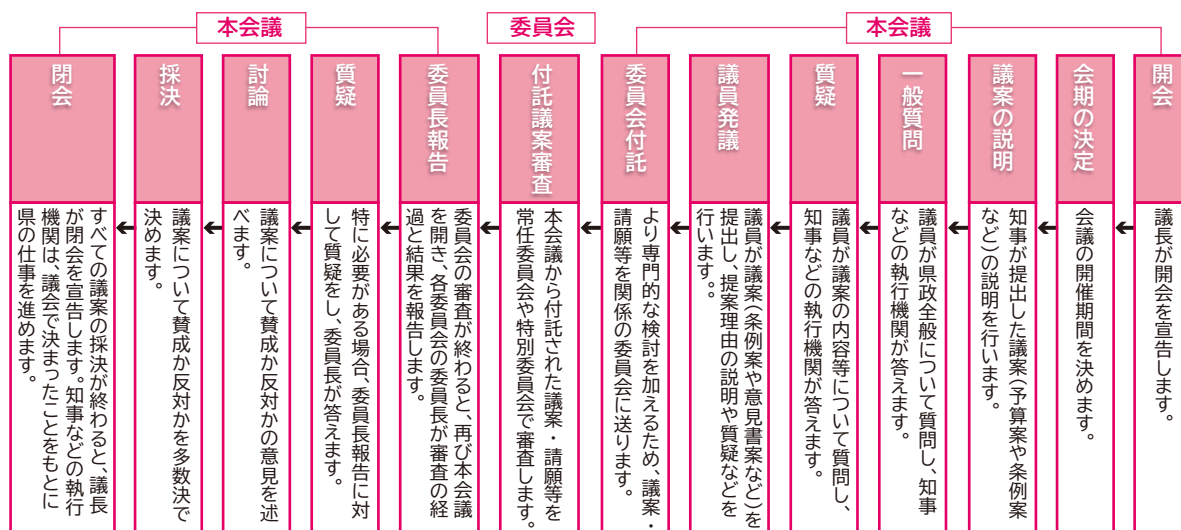 本会議
開会
議長が開会を宣告します。
会期の決定
会議の開催期間を決めます。
議案の説明
知事が提出した議案(予算案や条例案
など)の説明を行います。
一般質問
議員が県政全般について質問し、知事
などの執行機関が答えます。
質疑
議員が議案の内容等について質問し、
知事などの執行機関が答えます。
議員発議
議員が議案(条例案や意見書案など)を
提出し、提案理由の説明や質疑などを
行います。。
委員会付託
より専門的な検討を加えるため、議案・
請願等を関係の委員会に送ります。
委員会
付託議案審査
本会議から付託された議案・請願等を
常任委員会や特別委員会で審査します。
本会議
委員長報告
委員会の審査が終わると、再び本会議
を開き、各委員会の委員長が審査の経
過と結果を報告します。
質疑
特に必要がある場合、委員長報告に対
して質疑をし、委員長が答えます。
討論
議案について賛成か反対かの意見を述
べます。
採決
議案について賛成か反対かを多数決で
決めます。
閉会
すべての議案の採決が終わると、議長
が閉会を宣告します。知事などの執行
機関は、議会で決まったことをもとに
県の仕事を進めます。